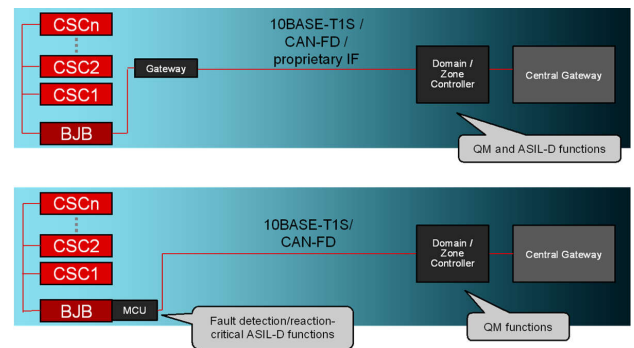 CSCn
CSC2
CSC1
BJB
Gateway
10BASE-T1S /
CAN-FD /
proprietary IF
Domain /
Zone
Controller
Central Gateway
QM and ASIL-D functions
CSCn
CSC2
CSC1
BJB
MCU
10BASE-T1S/
CAN-FD
Domain /
Zone
Controller
Central Gateway
Fault detection/reaction-
critical ASIL-D functions
QM functions